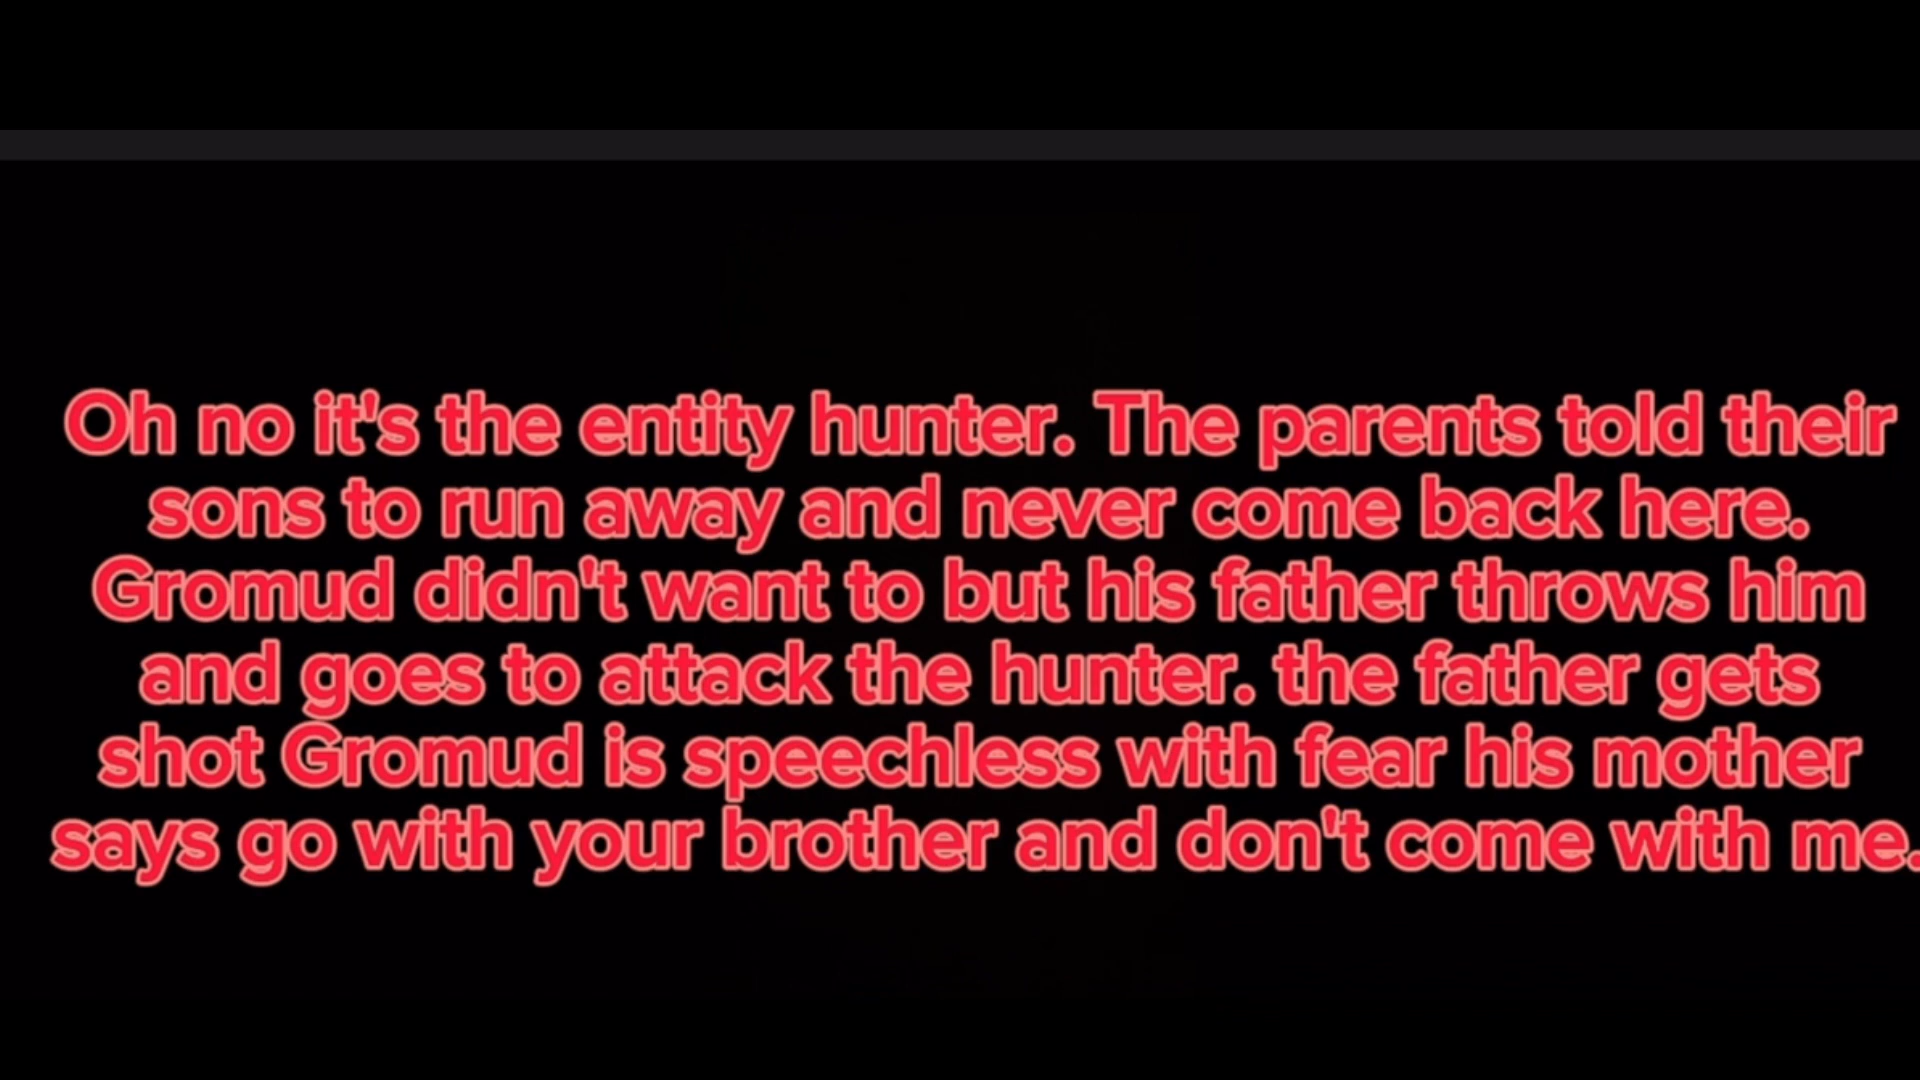 Oh no it's the entity hunter. The parents told their
sons to run away and never come back here.
Gromud didn't want to but his father throws him
and goes to attack the hunter. the father gets
shot Gromud is speechless with fear his mother
says go with your brother and don't come with me.